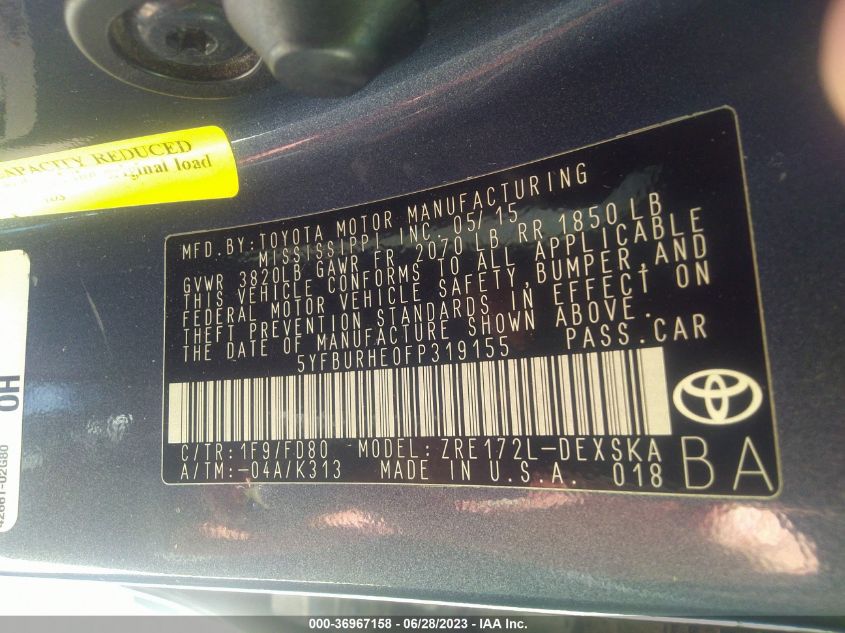 CAPACITY REDUCED
original load
MFD. BY: TOYOTA MOTOR MANUFACTURING
MISSISSIPPI INC. 05/15
GVWR 3820LB GAWR FR 2070 LB RR 1850 LB
THIS VEHICLE CONFORMS TO ALL APPLICABLE
FEDERAL MOTOR VEHICLE SAFETY, BUMPER, AND
THEFT PREVENTION STANDARDS IN EFFECT ON
THE DATE OF MANUFACTURE SHOWN ABOVE.
5YFBURHE0FP319155 PASS. CAR
C/TR: 1F9/FD80 MODEL: ZRE172L-DEXSKA
A/TM: -04A/K313 MADE IN U.S.A. 018
BA
OH
42661-02G80
000-36967158 | 06/28/2023 - IAA Inc.